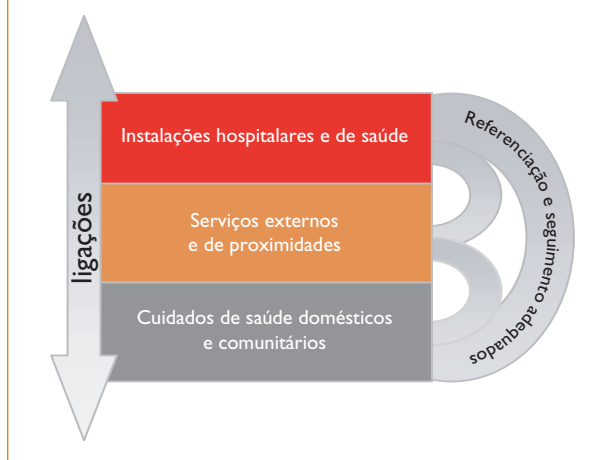 ligações
Instalações hospitalares e de saúde
Serviços externos
e de proximidades
Cuidados de saúde domésticos
e comunitários
Referenciação e seguimento adequados